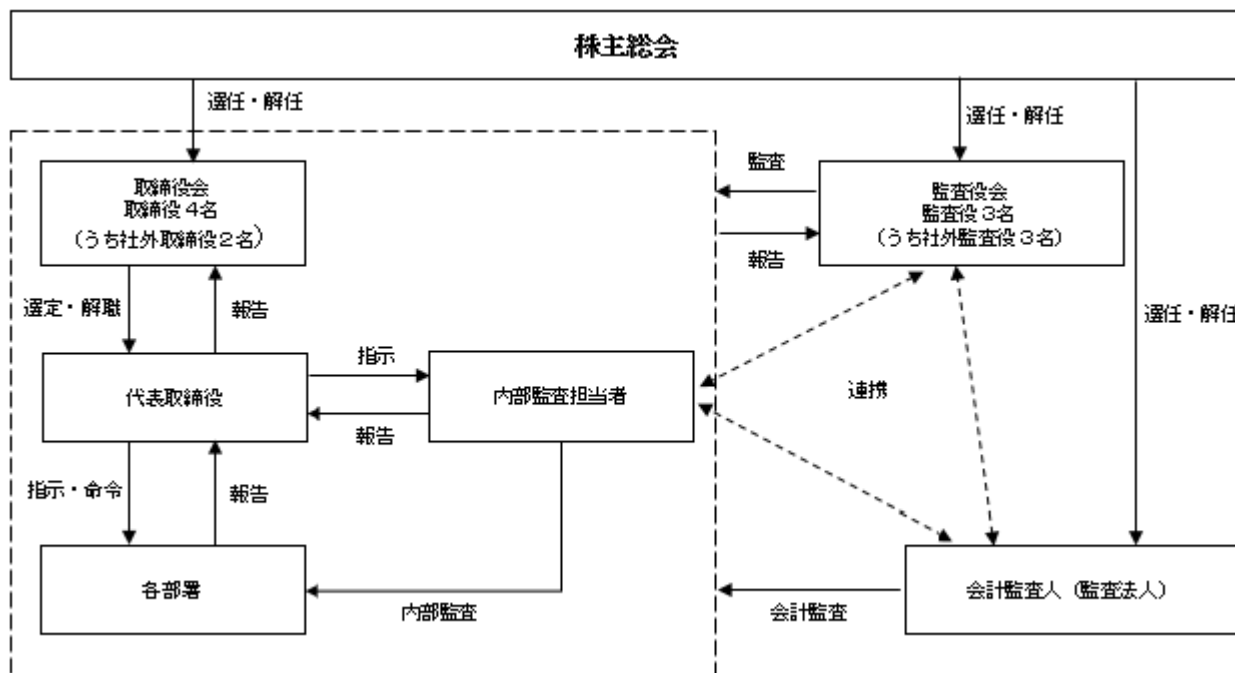 株主総会
選任・解任
選任・解任
監査
取締役会
取締役４名
(うち社外取締役２名)
監査役会
監査役３名
(うち社外監査役３名)
報告
選任・解任
選定・解職
報告
指示
代表取締役
内部監査担当者
連携
報告
指示・命令
報告
各部署
内部監査
会計監査
会計監査人（監査法人）